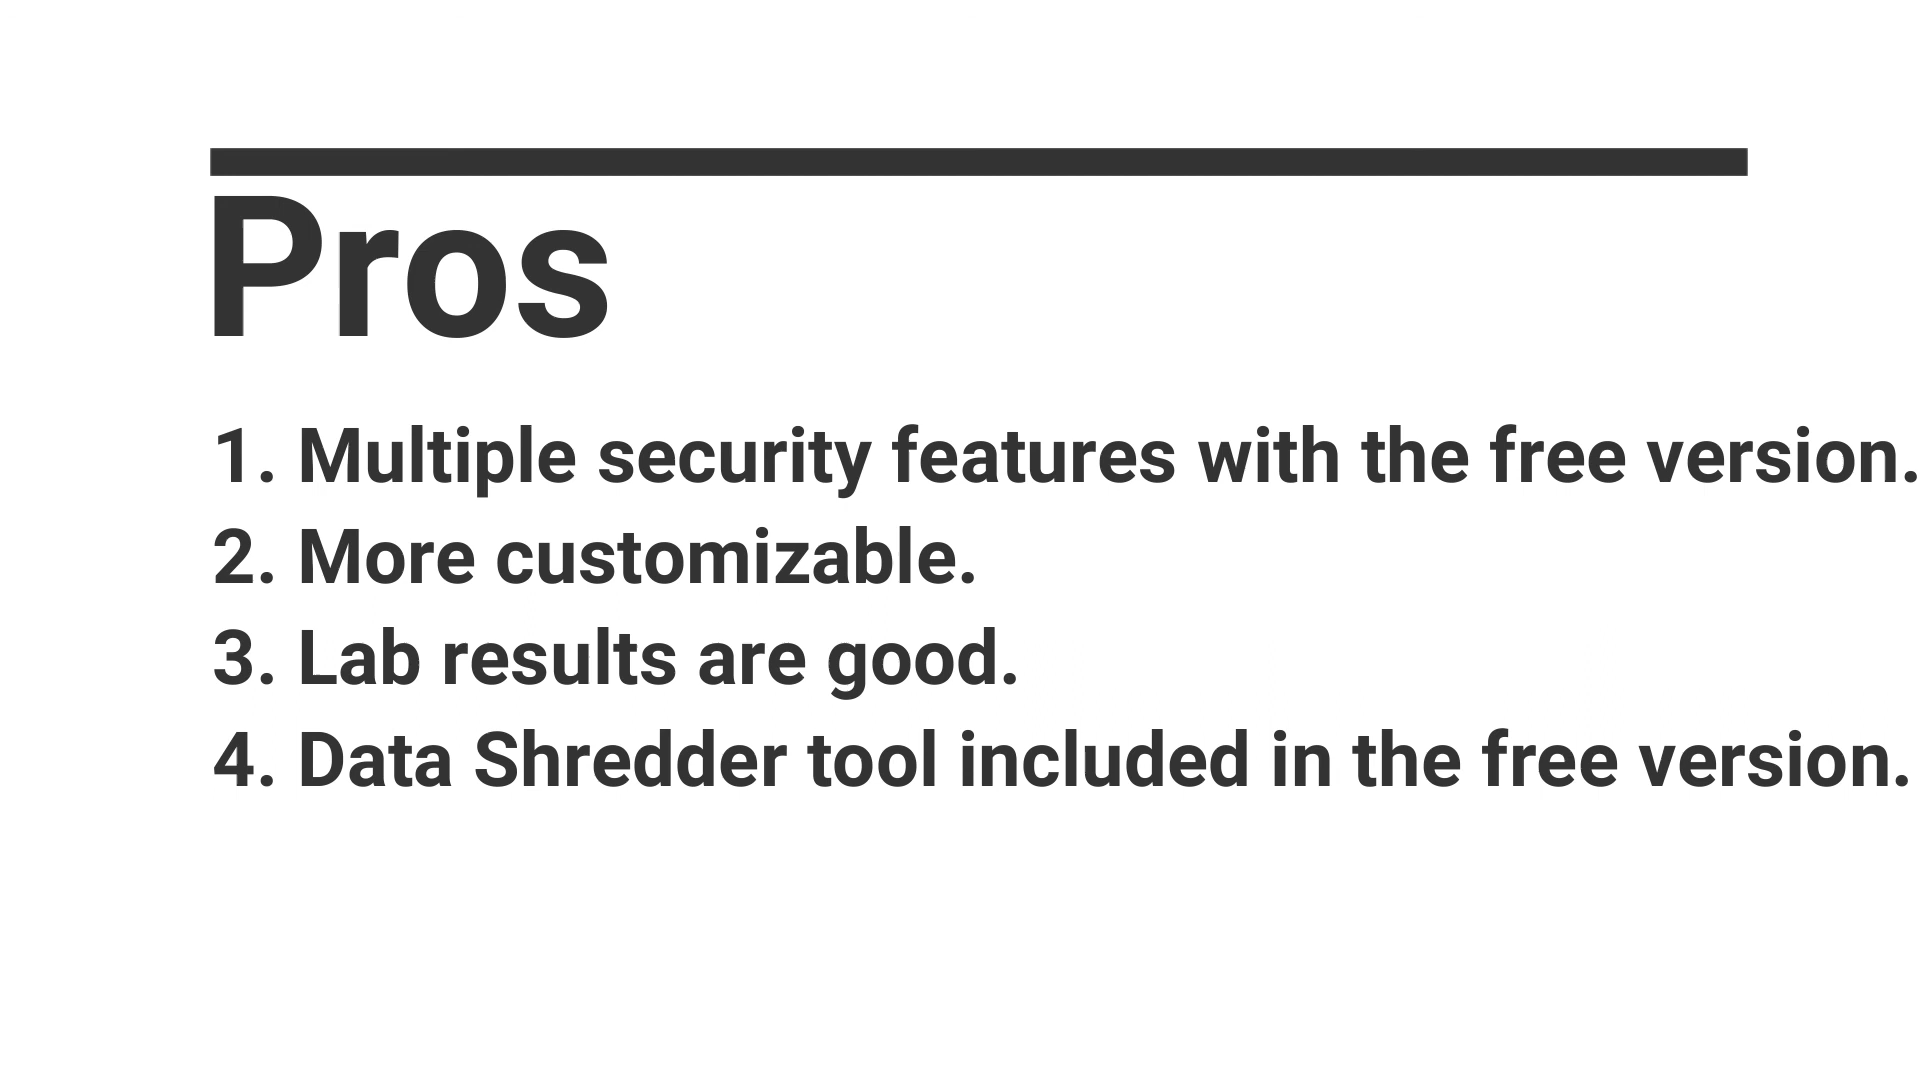 Pros
1. Multiple security features with the free version.
2. More customizable.
3. Lab results are good.
4. Data Shredder tool included in the free version.